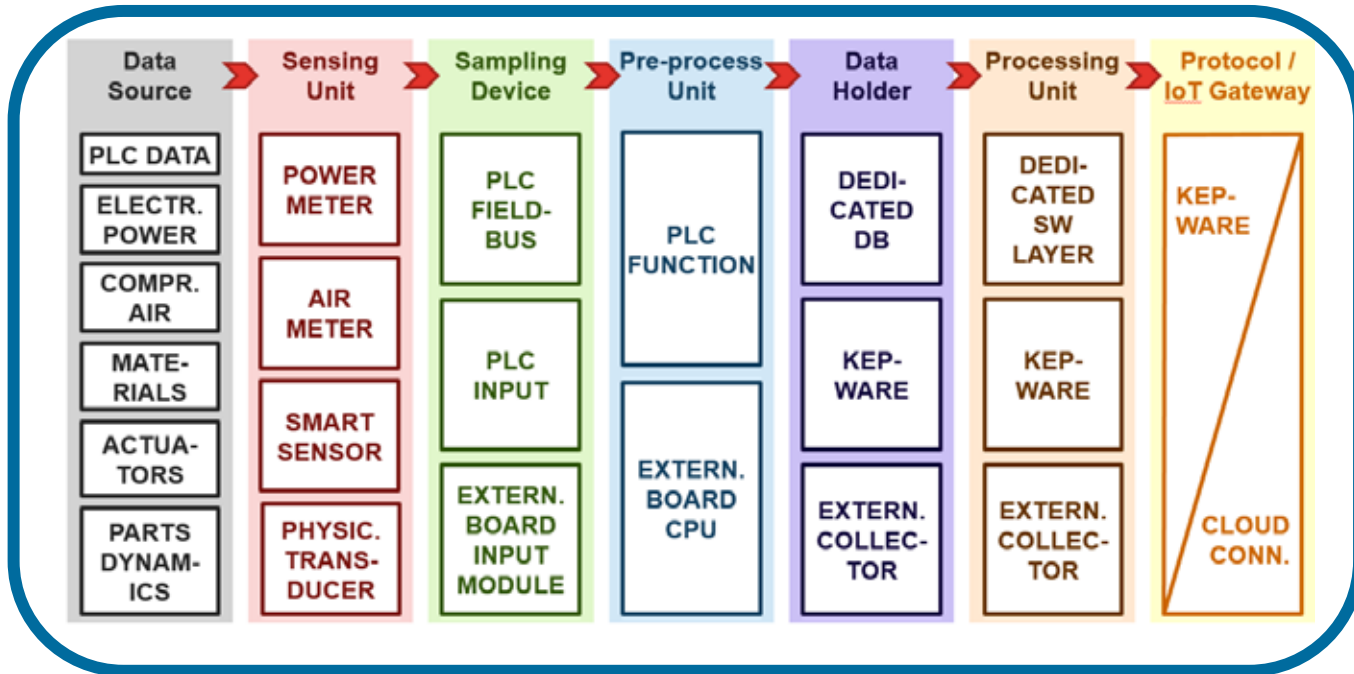 Data
Source
Sensing
Unit
Sampling
Device
Pre-process
Unit
Data
Holder
Processing
Unit
Protocol /
IoT Gateway
PLC DATA
ELECTR.
POWER
COMPR.
AIR
MATE-
RIALS
ACTUA-
TORS
PARTS
DYNAM-
ICS
POWER
METER
AIR
METER
SMART
SENSOR
PHYSIC.
TRANS-
DUCER
PLC
FIELD-
BUS
PLC
INPUT
EXTERN.
BOARD
INPUT
MODULE
PLC
FUNCTION
EXTERN.
BOARD
CPU
DEDI-
CATED
DB
KEP-
WARE
EXTERN.
COLLEC-
TOR
DEDI-
CATED
SW
LAYER
KEP-
WARE
EXTERN.
COLLEC-
TOR
KEP-
WARE
CLOUD
CONN.